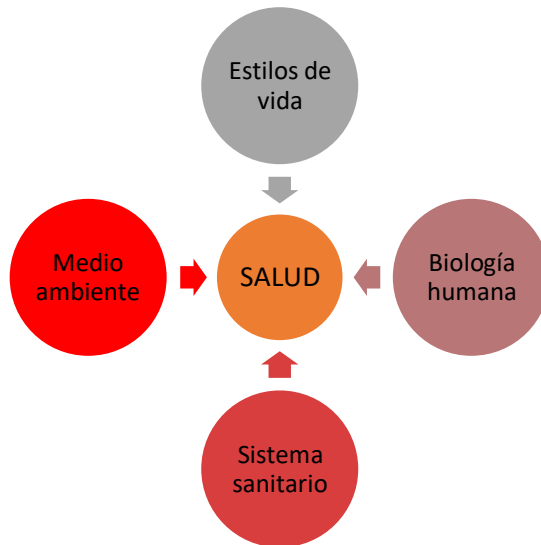 Estilos de
vida
Medio
ambiente
SALUD
Biología
humana
Sistema
sanitario